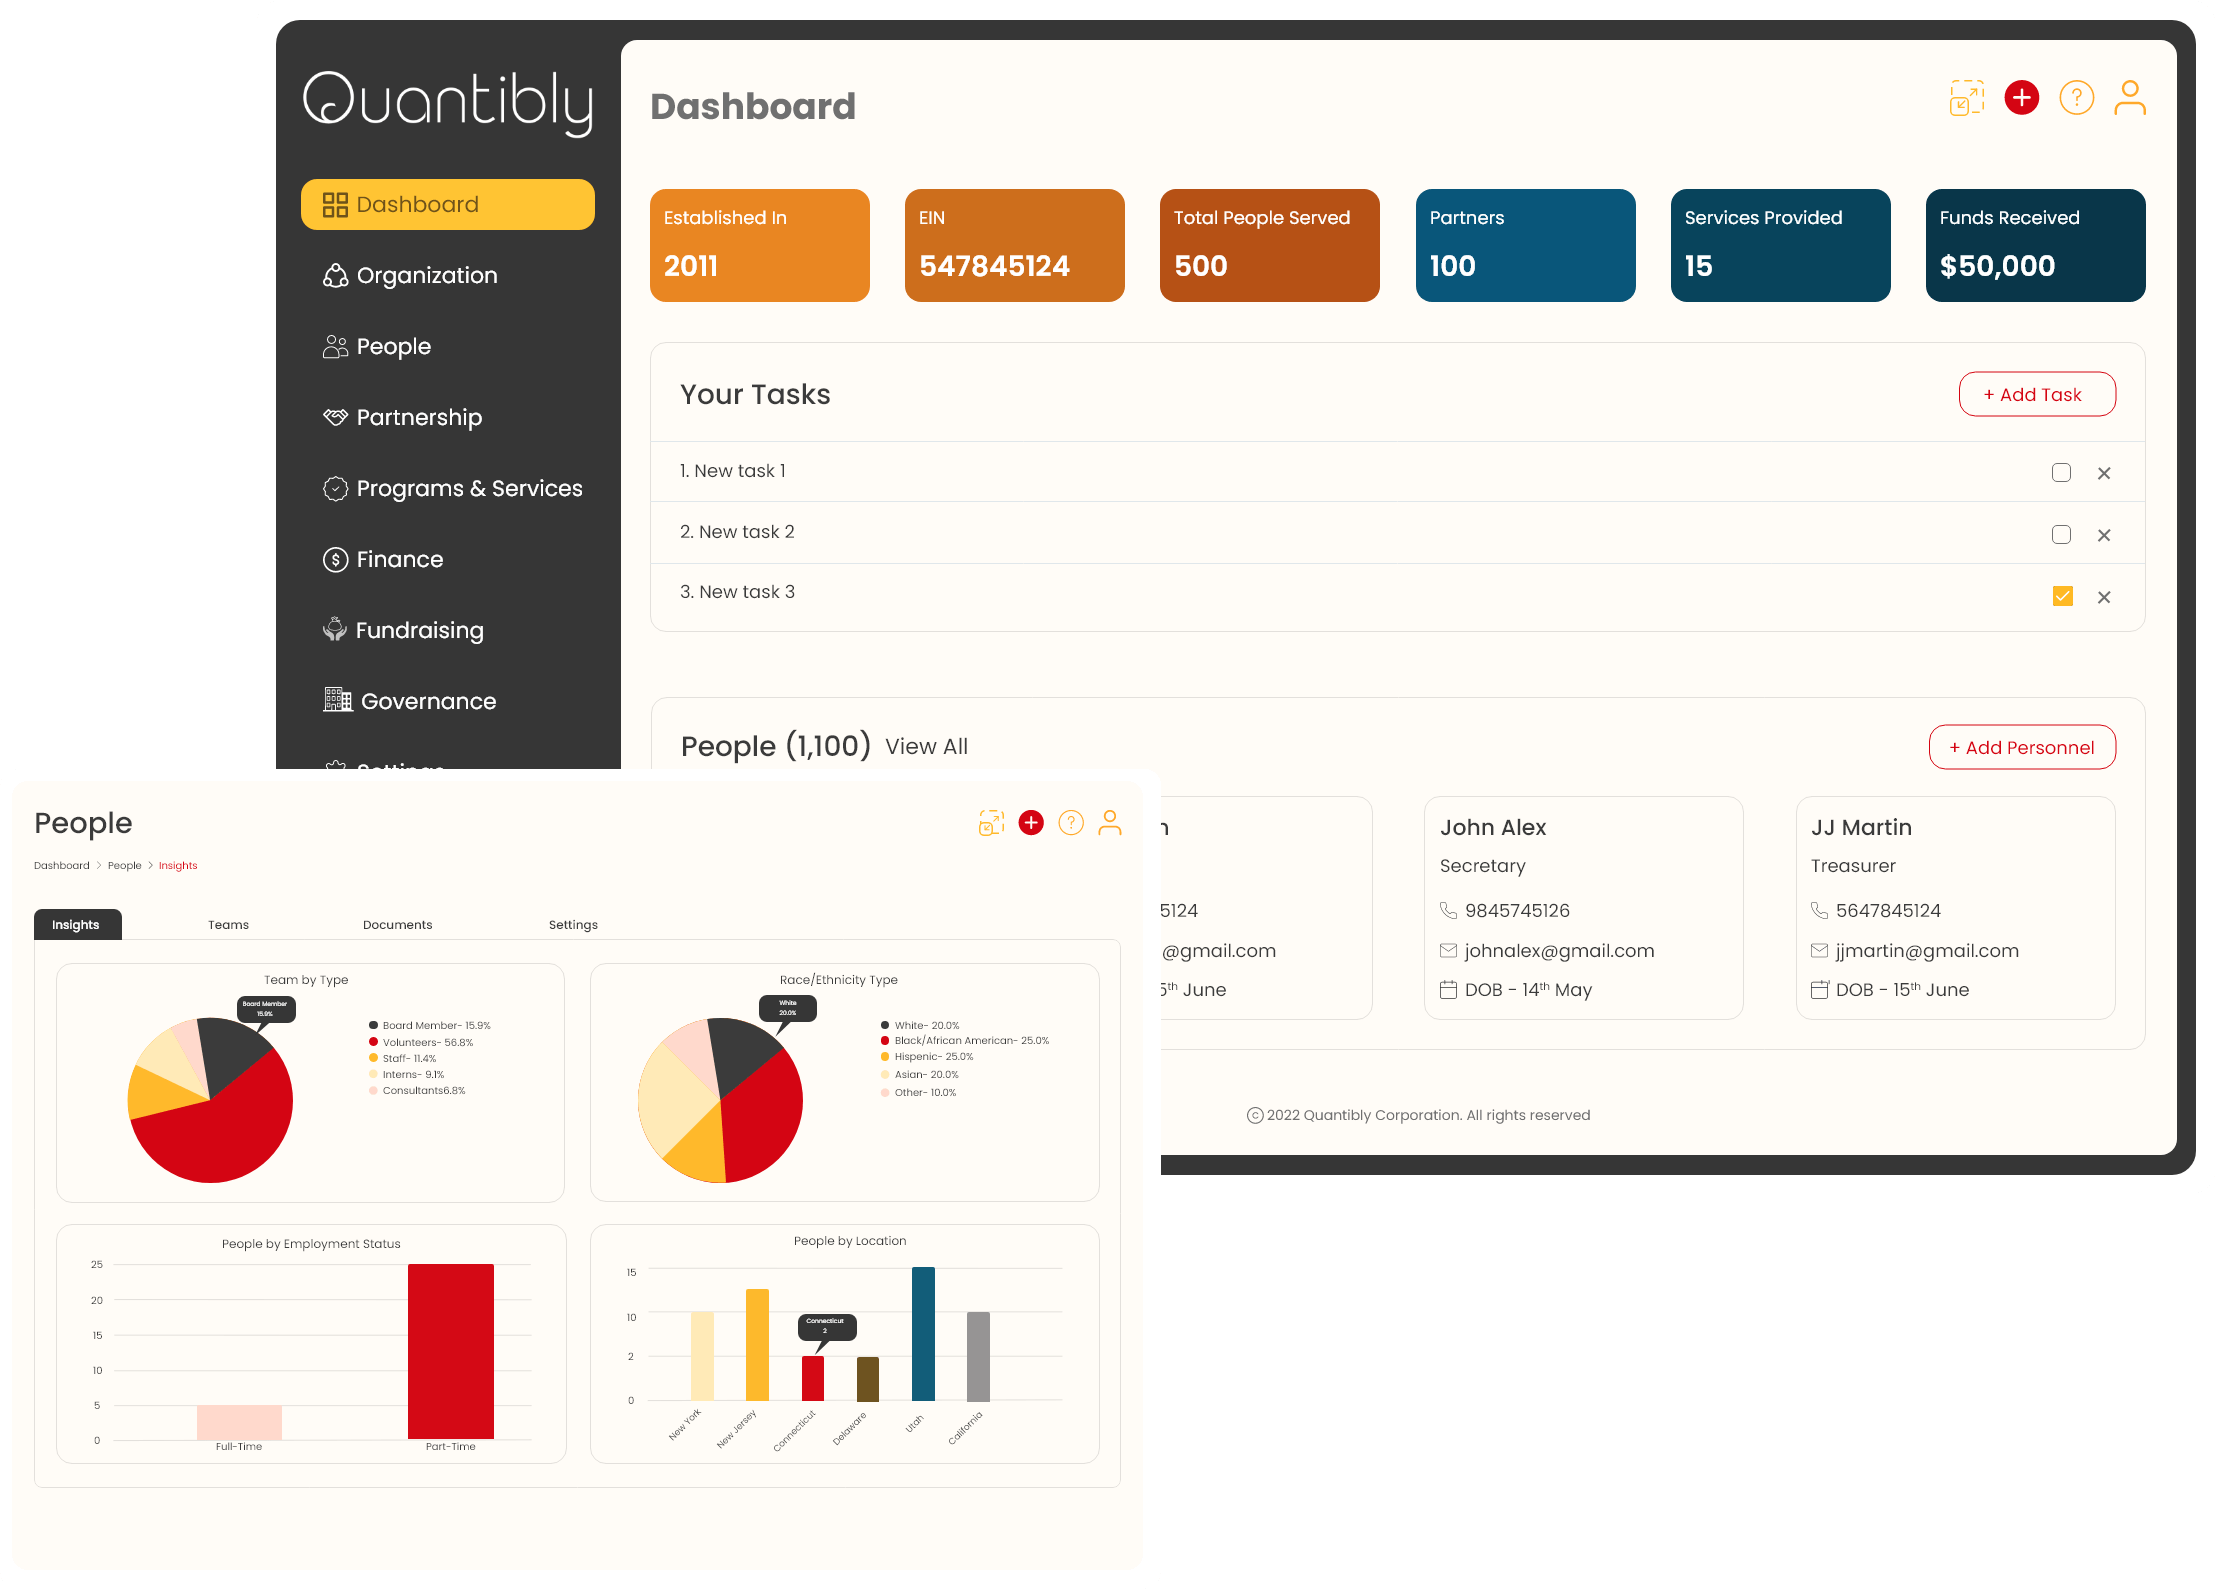 Quantibly
Dashboard
Organization
People
Partnership
Programs & Services
Finance
Fundraising
Governance
Settings
Dashboard
Established In
2011
EIN
547845124
Total People Served
500
Partners
100
Services Provided
15
Funds Received
$50,000
Your Tasks
+ Add Task
1. New task 1
2. New task 2
3. New task 3
People (1,100) View All
+ Add Personnel
n
5124
@gmail.com
5th June
John Alex
Secretary
9845745126
johnalex@gmail.com
DOB - 14th May
JJ Martin
Treasurer
5647845124
jjmartin@gmail.com
DOB - 15th June
© 2022 Quantibly Corporation. All rights reserved
People
Dashboard > People > Insights
Insights
Teams
Documents
Settings
Team by Type
Board Member
15.9%
Board Member- 15.9%
Volunteers- 56.8%
Staff- 11.4%
Interns- 9.1%
Consultants6.8%
Race/Ethnicity Type
White
20.0%
White- 20.0%
Black/African American- 25.0%
Hispenic- 25.0%
Asian- 20.0%
Other- 10.0%
People by Employment Status
25
20
15
10
5
0
Full-Time
Part-Time
People by Location
15
10
2
0
Connecticut
2
New York
New Jersey
Connecticut
Delaware
Utah
California